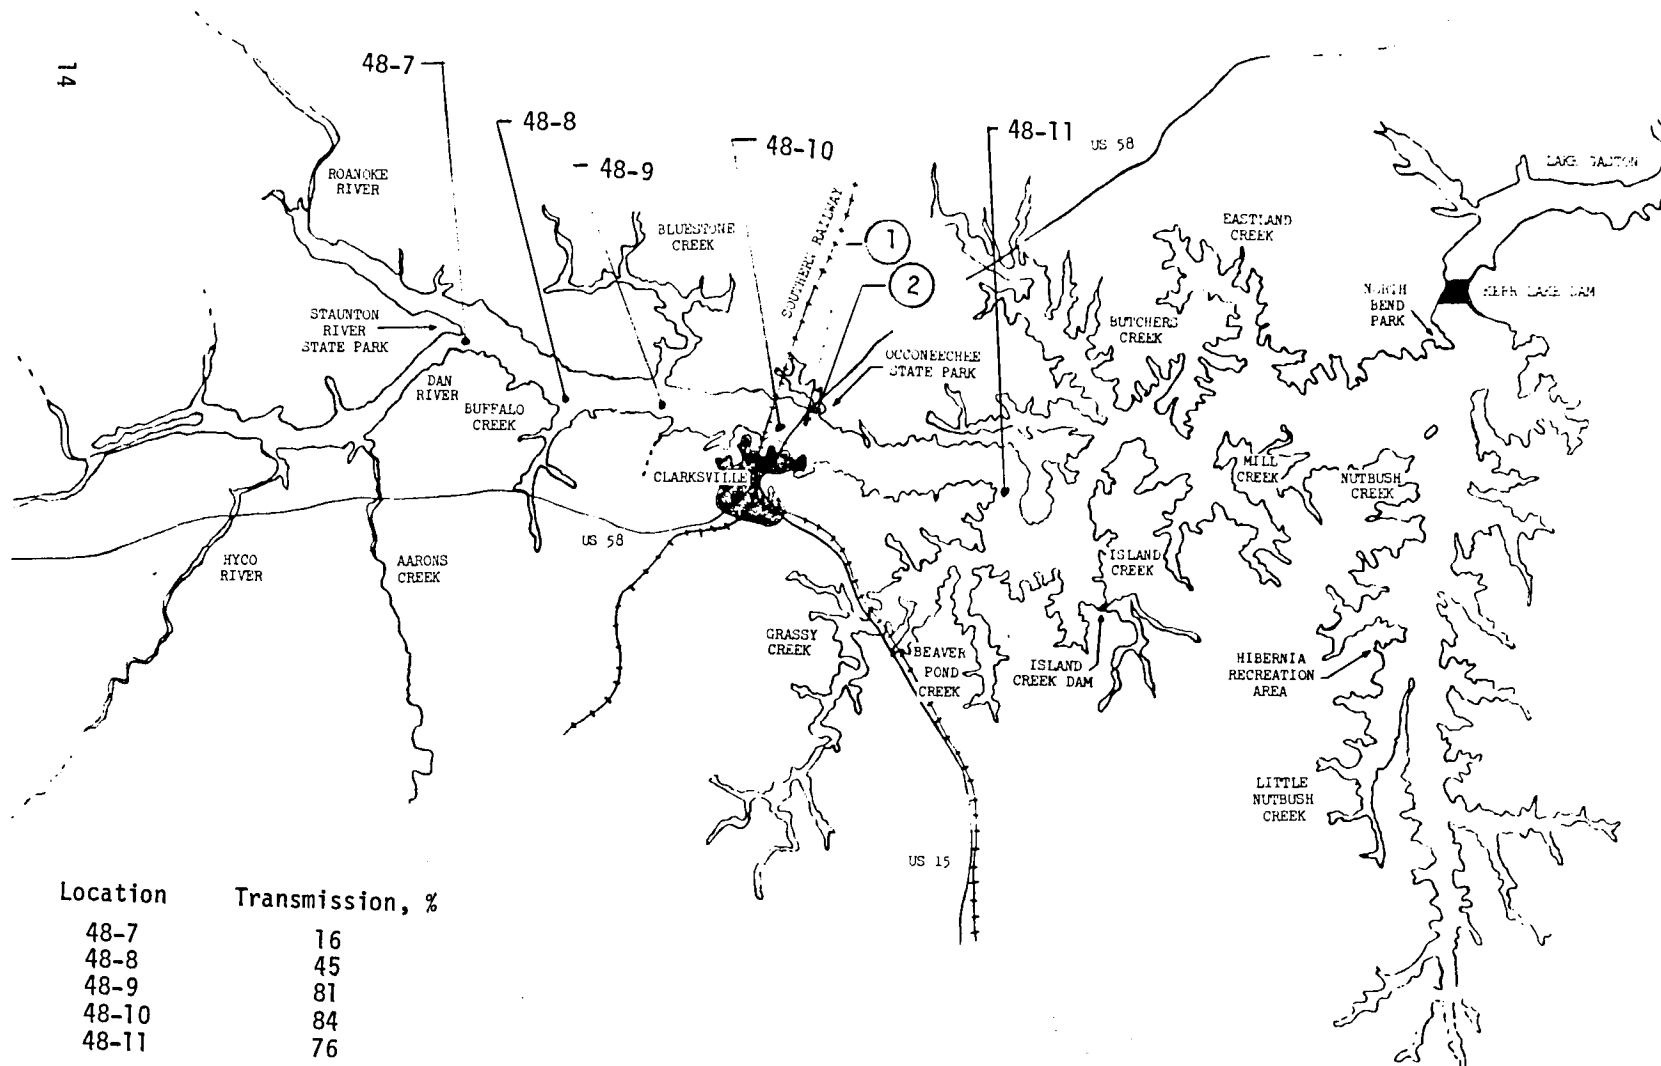 14
48-7
48-8
48-9
48-10
48-11
US 58
ROANOKE
RIVER
BLUESTONE
CREEK
SOUTHERN RAILWAY
1
2
EASTLAND
CREEK
LAKE GASTON
STAUNTON
RIVER
STATE PARK
OCCONEECHEE
STATE PARK
BUTCHERS
CREEK
NORTH
BEND
PARK
KERR LAKE DAM
DAN
RIVER
BUFFALO
CREEK
CLARKSVILLE
MILL
CREEK
NUTBUSH
CREEK
US 58
HYCO
RIVER
AARONS
CREEK
ISLAND
CREEK
GRASSY
CREEK
BEAVER
POND
CREEK
ISLAND
CREEK DAM
HIBERNIA
RECREATION
AREA
LITTLE
NUTBUSH
CREEK
US 15
Location Transmission, %
48-7 16
48-8 45
48-9 81
48-10 84
48-11 76